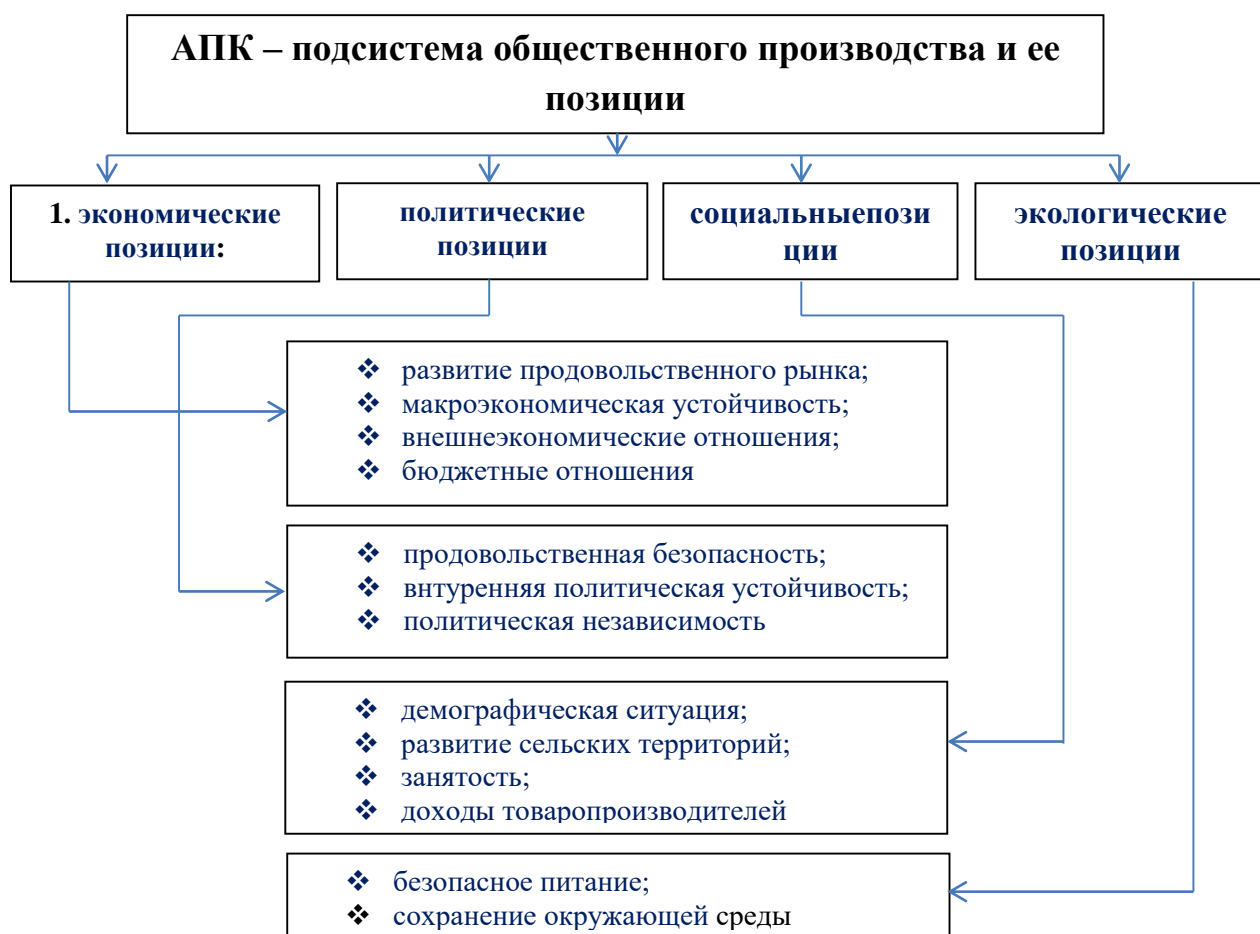 АПК – подсистема общественного производства и ее
позиции
1. экономические
позиции:
политические
позиции
социальныепози
ции
экологические
позиции
❖ развитие продовольственного рынка;
❖ макроэкономическая устойчивость;
❖ внешнеэкономические отношения;
❖ бюджетные отношения
❖ продовольственная безопасность;
❖ внтуренняя политическая устойчивость;
❖ политическая независимость
❖ демографическая ситуация;
❖ развитие сельских территорий;
❖ занятость;
❖ доходы товаропроизводителей
❖ безопасное питание;
❖ сохранение окружающей среды